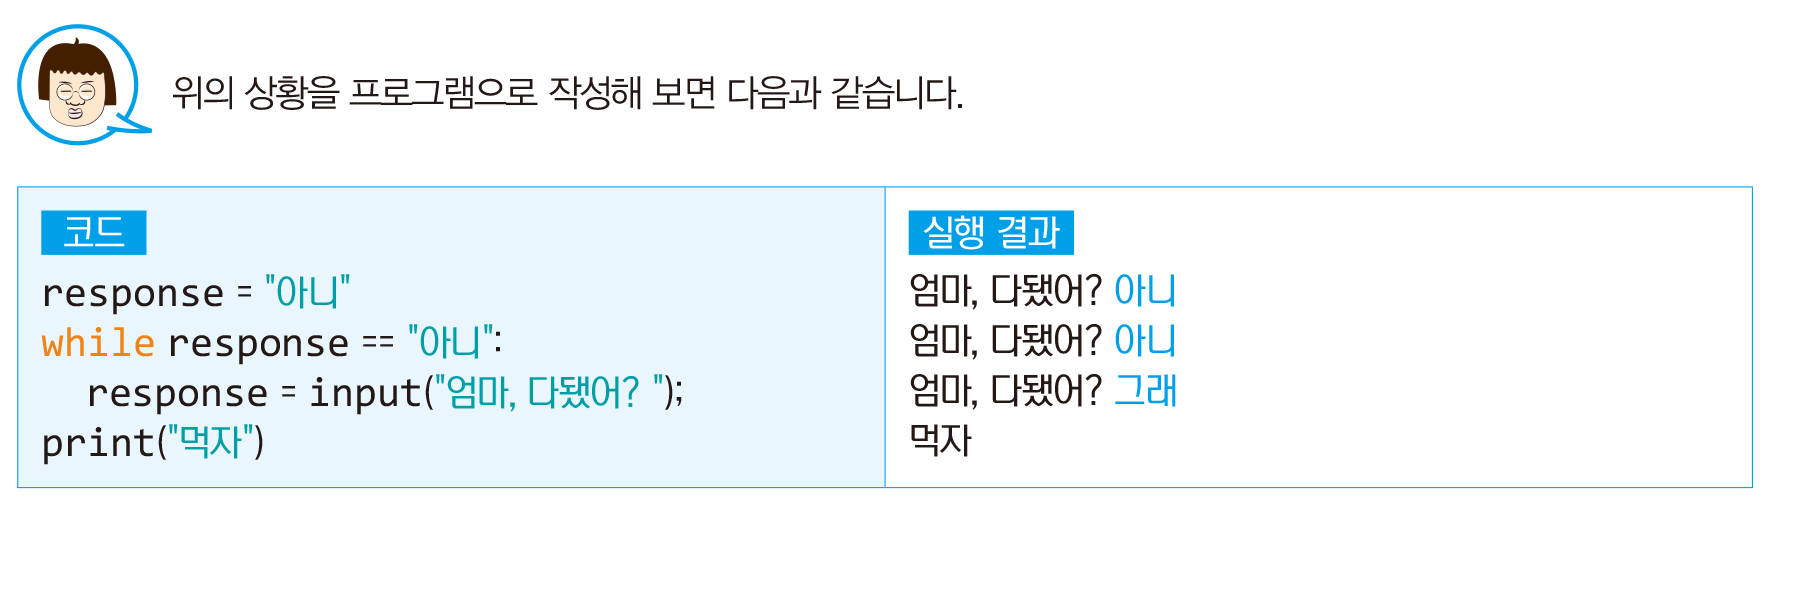 위의 상황을 프로그램으로 작성해 보면 다음과 같습니다.
코드
response = "아니"
while response == "아니":
    response = input("엄마, 다됐어? ");
print("먹자")
실행 결과
엄마, 다됐어? 아니
엄마, 다됐어? 아니
엄마, 다됐어? 그래
먹자